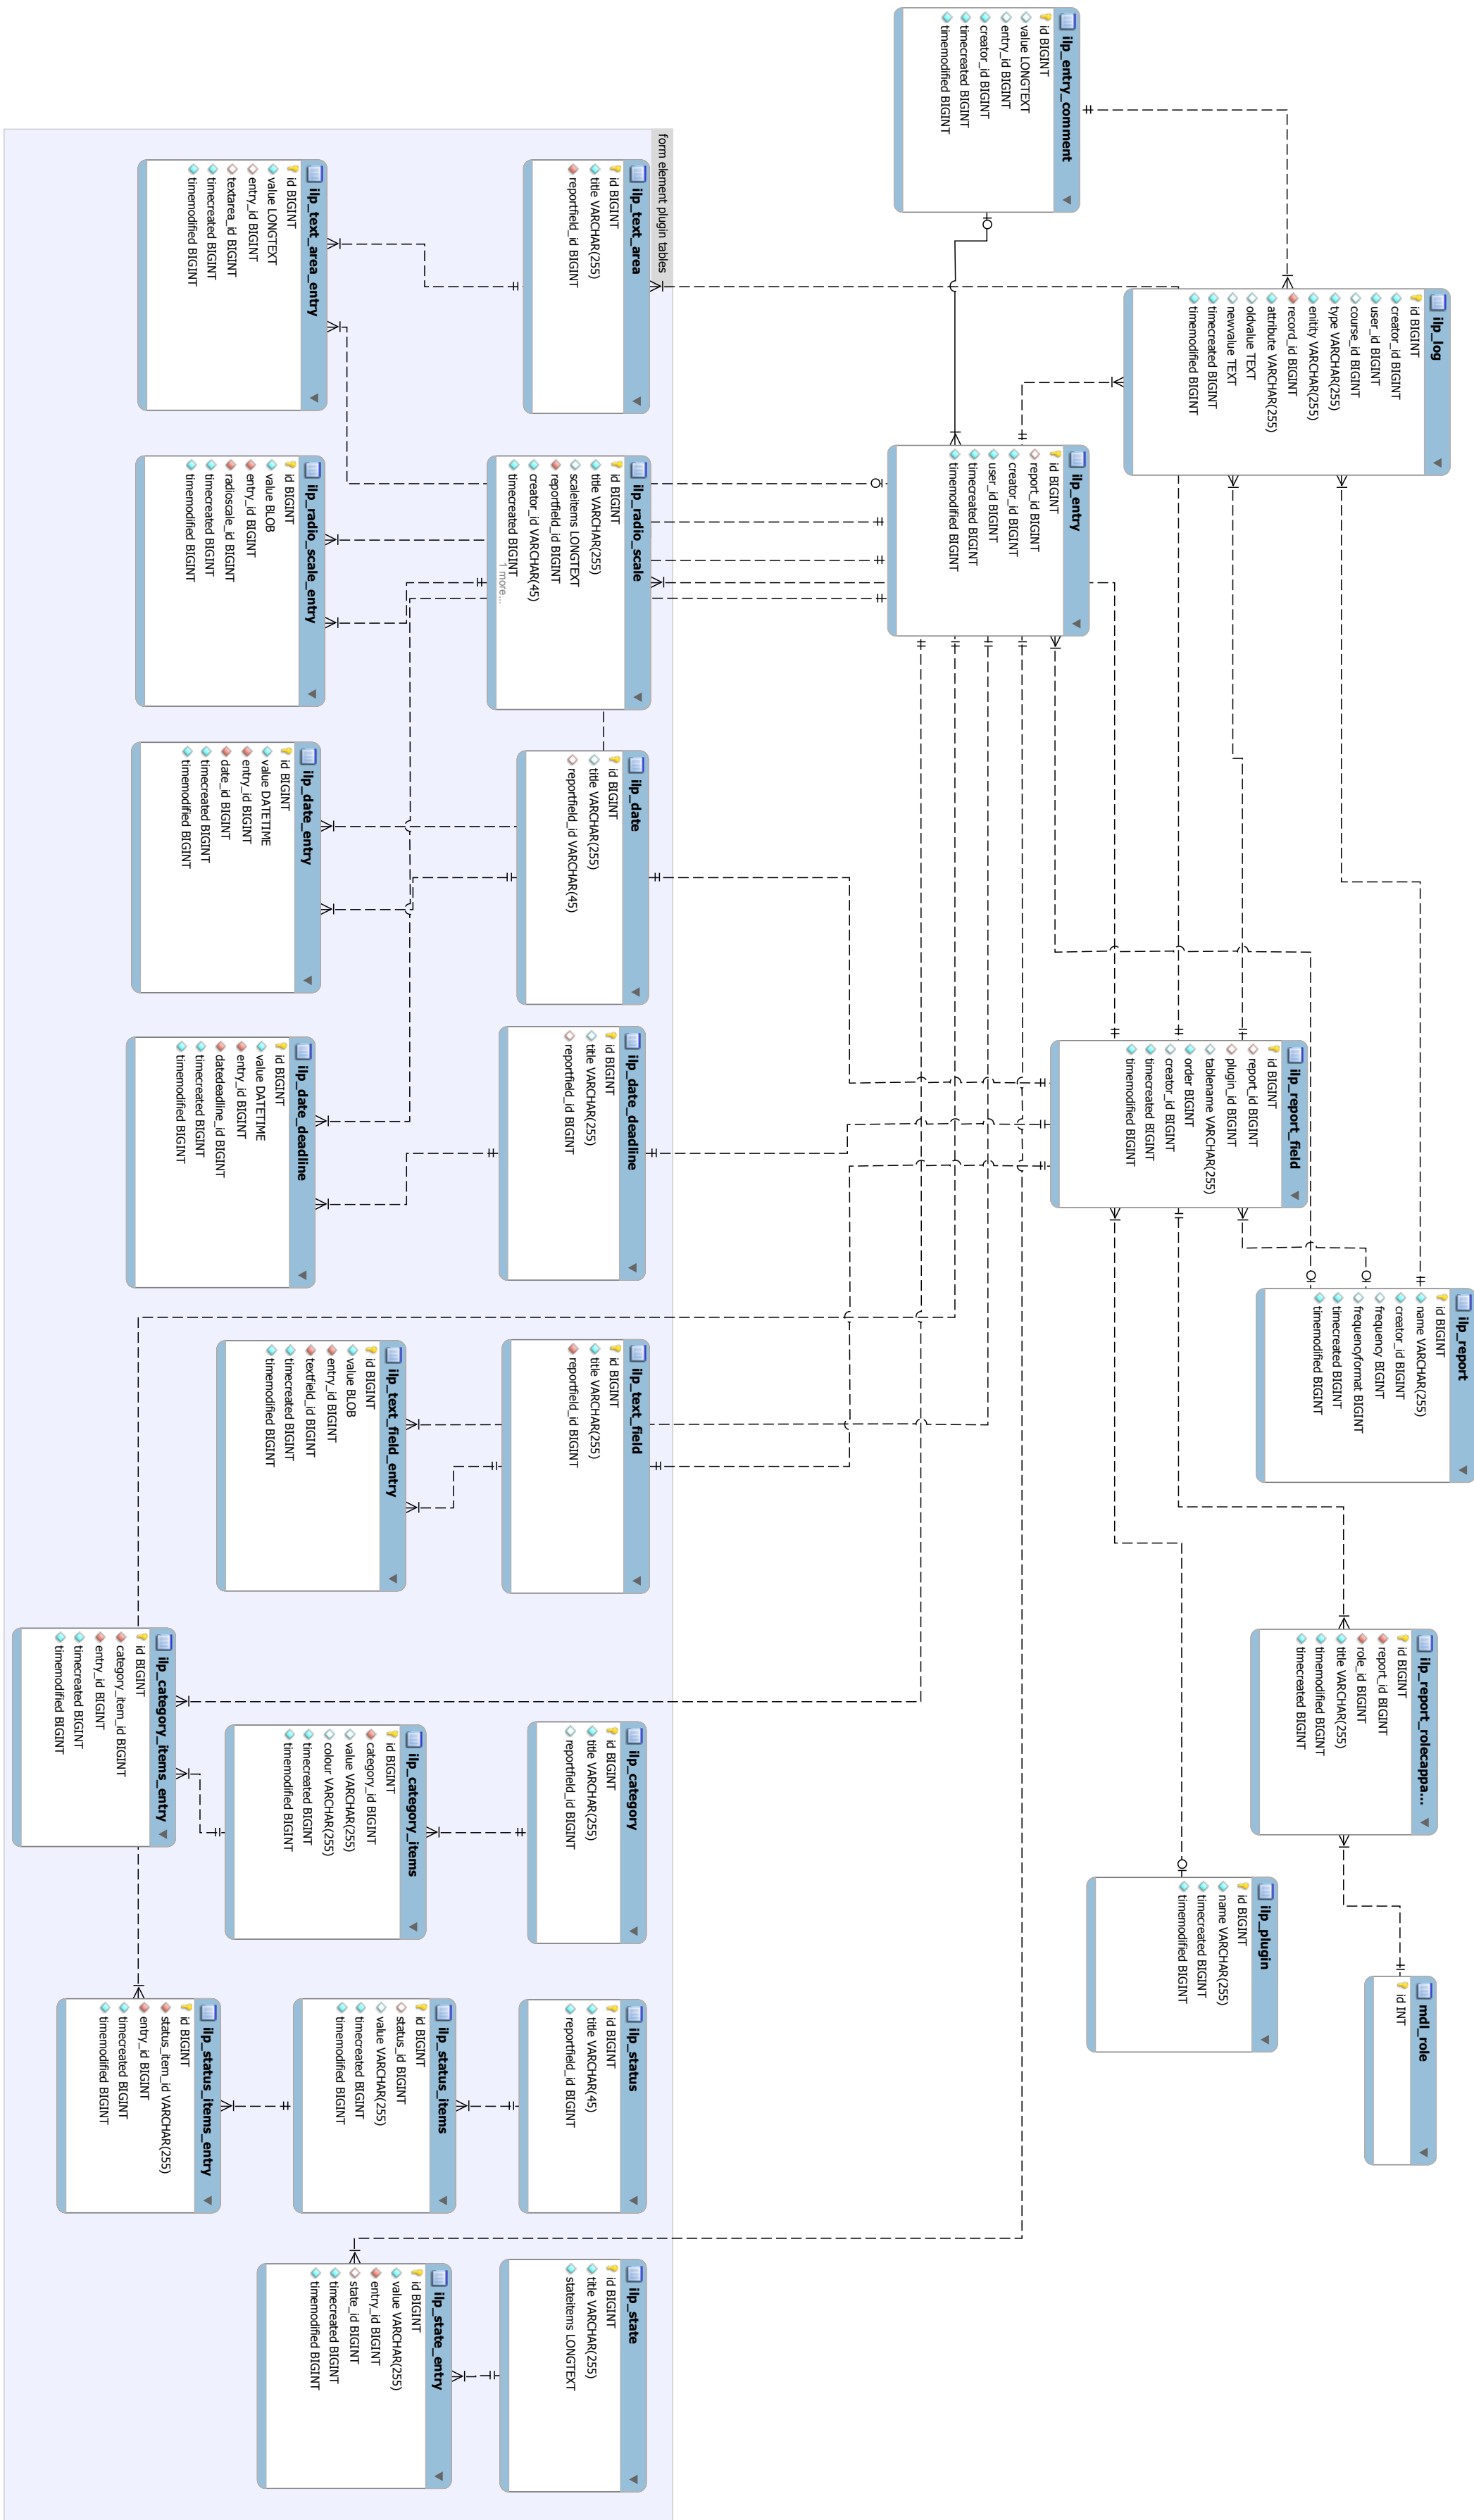 ilp_entry_comment
id BIGINT
value LONGTEXT
entry_id BIGINT
creator_id BIGINT
timecreated BIGINT
timemodified BIGINT
ilp_log
id BIGINT
creator_id BIGINT
user_id BIGINT
course_id BIGINT
type VARCHAR(255)
enitity VARCHAR(255)
record_id BIGINT
attribute VARCHAR(255)
oldvalue TEXT
newvalue TEXT
timecreated BIGINT
timemodified BIGINT
ilp_entry
id BIGINT
report_id BIGINT
creator_id BIGINT
user_id BIGINT
timecreated BIGINT
timemodified BIGINT
ilp_report_field
id BIGINT
report_id BIGINT
plugin_id BIGINT
tablename VARCHAR(255)
order BIGINT
creator_id BIGINT
timecreated BIGINT
timemodified BIGINT
ilp_report
id BIGINT
name VARCHAR(255)
creator_id BIGINT
frequency BIGINT
frequencyformat BIGINT
timecreated BIGINT
timemodified BIGINT
ilp_report_rolecappa...
id BIGINT
report_id BIGINT
role_id BIGINT
title VARCHAR(255)
timemodified BIGINT
timecreated BIGINT
ilp_plugin
id BIGINT
name VARCHAR(255)
timecreated BIGINT
timemodified BIGINT
mdl_role
id INT
form element plugin tables
ilp_text_area
id BIGINT
title VARCHAR(255)
reportfield_id BIGINT
ilp_radio_scale
id BIGINT
title VARCHAR(255)
scaleitems LONGTEXT
reportfield_id BIGINT
creator_id VARCHAR(45)
timecreated BIGINT
1 more...
ilp_date
id BIGINT
title VARCHAR(255)
reportfield_id VARCHAR(45)
ilp_date_deadline
id BIGINT
title VARCHAR(255)
reportfield_id BIGINT
ilp_text_field
id BIGINT
title VARCHAR(255)
reportfield_id BIGINT
ilp_category
id BIGINT
title VARCHAR(255)
reportfield_id BIGINT
ilp_status
id BIGINT
title VARCHAR(45)
reportfield_id BIGINT
ilp_state
id BIGINT
title VARCHAR(255)
stateitems LONGTEXT
ilp_text_area_entry
id BIGINT
value LONGTEXT
entry_id BIGINT
textarea_id BIGINT
timecreated BIGINT
timemodified BIGINT
ilp_radio_scale_entry
id BIGINT
value BLOB
entry_id BIGINT
radioscale_id BIGINT
timecreated BIGINT
timemodified BIGINT
ilp_date_entry
id BIGINT
value DATETIME
entry_id BIGINT
date_id BIGINT
timecreated BIGINT
timemodified BIGINT
ilp_date_deadline
id BIGINT
value DATETIME
entry_id BIGINT
datedeadline_id BIGINT
timecreated BIGINT
timemodified BIGINT
ilp_text_field_entry
id BIGINT
value BLOB
entry_id BIGINT
textfield_id BIGINT
timecreated BIGINT
timemodified BIGINT
ilp_category_items
id BIGINT
category_id BIGINT
value VARCHAR(255)
colour VARCHAR(255)
timecreated BIGINT
timemodified BIGINT
ilp_category_items_entry
id BIGINT
category_item_id BIGINT
entry_id BIGINT
timecreated BIGINT
timemodified BIGINT
ilp_status_items
id BIGINT
status_id BIGINT
value VARCHAR(255)
timecreated BIGINT
timemodified BIGINT
ilp_status_items_entry
id BIGINT
status_item_id VARCHAR(255)
entry_id BIGINT
timecreated BIGINT
timemodified BIGINT
ilp_state_entry
id BIGINT
value VARCHAR(255)
entry_id BIGINT
state_id BIGINT
timecreated BIGINT
timemodified BIGINT